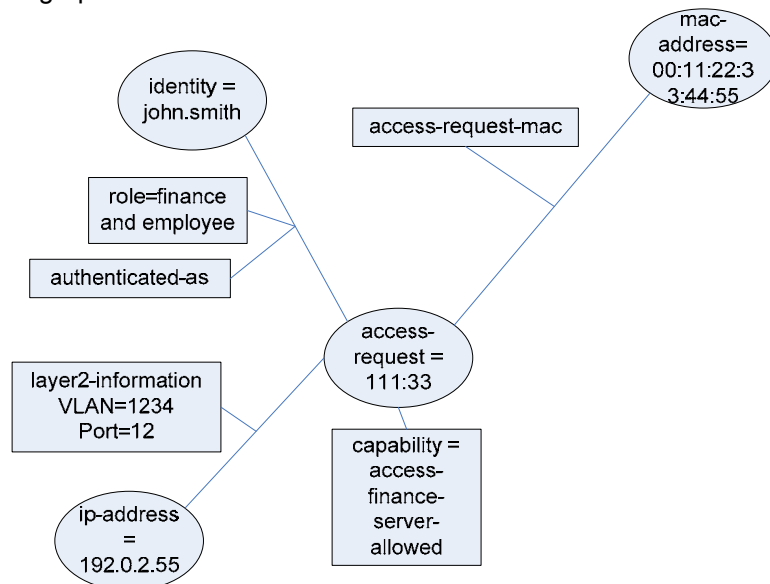 mac-
address=
00:11:22:3
3:44:55
identity =
john.smith
access-request-mac
role=finance
and employee
authenticated-as
access-
request =
111:33
layer2-information
VLAN=1234
Port=12
capability =
access-
finance-
server-
allowed
ip-address
=
192.0.2.55